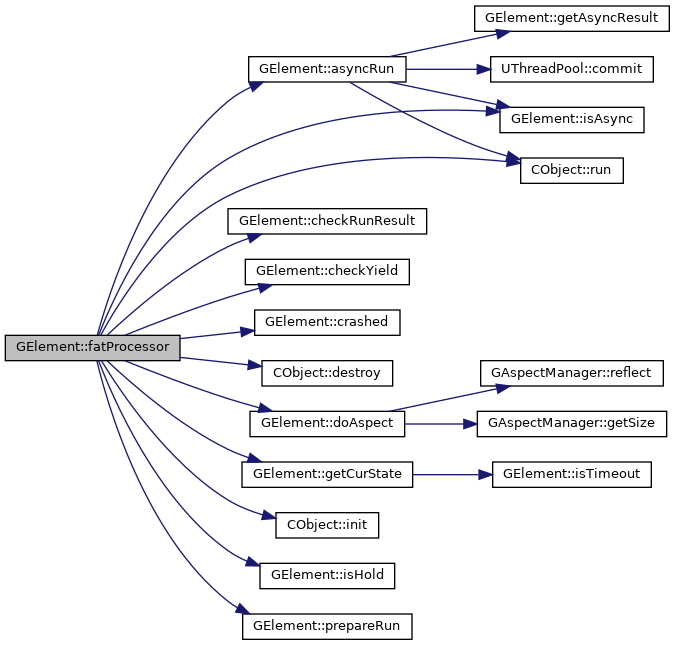 GElement::getAsyncResult
GElement::asyncRun
UThreadPool::commit
GElement::isAsync
CObject::run
GElement::checkRunResult
GElement::checkYield
GElement::crashed
GElement::fatProcessor
CObject::destroy
GAspectManager::reflect
GElement::doAspect
GAspectManager::getSize
GElement::getCurState
GElement::isTimeout
CObject::init
GElement::isHold
GElement::prepareRun